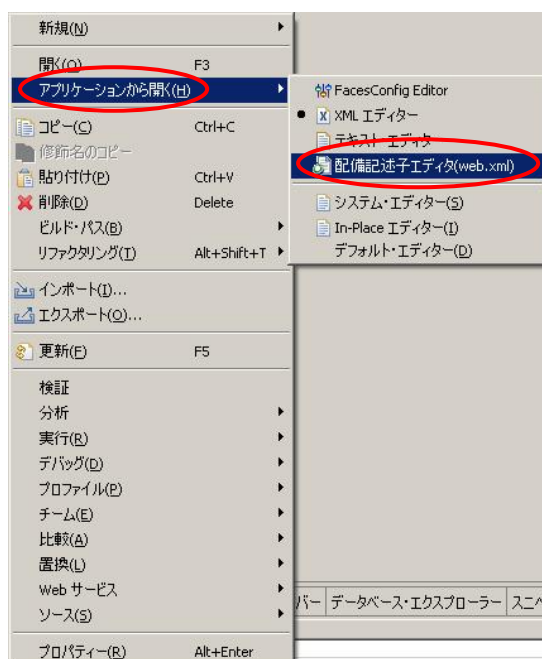 新規(N)
開く(O) F3
アプリケーションから開く(H)
コピー(C) Ctrl+C
修飾名のコピー
貼り付け(P) Ctrl+V
削除(D) Delete
ビルド・パス(B)
リファクタリング(T) Alt+Shift+T
インポート(I)...
エクスポート(O)...
更新(F) F5
検証
分析
実行(R)
デバッグ(D)
プロファイル(P)
チーム(E)
比較(A)
置換(L)
Web サービス
ソース(S)
プロパティー(R) Alt+Enter
FacesConfig Editor
XML エディター
テキスト エディタ
配備記述子エディタ(web.xml)
システム・エディター(S)
In-Place エディター(I)
デフォルト・エディター(D)
バー データベース・エクスプローラー スニペ